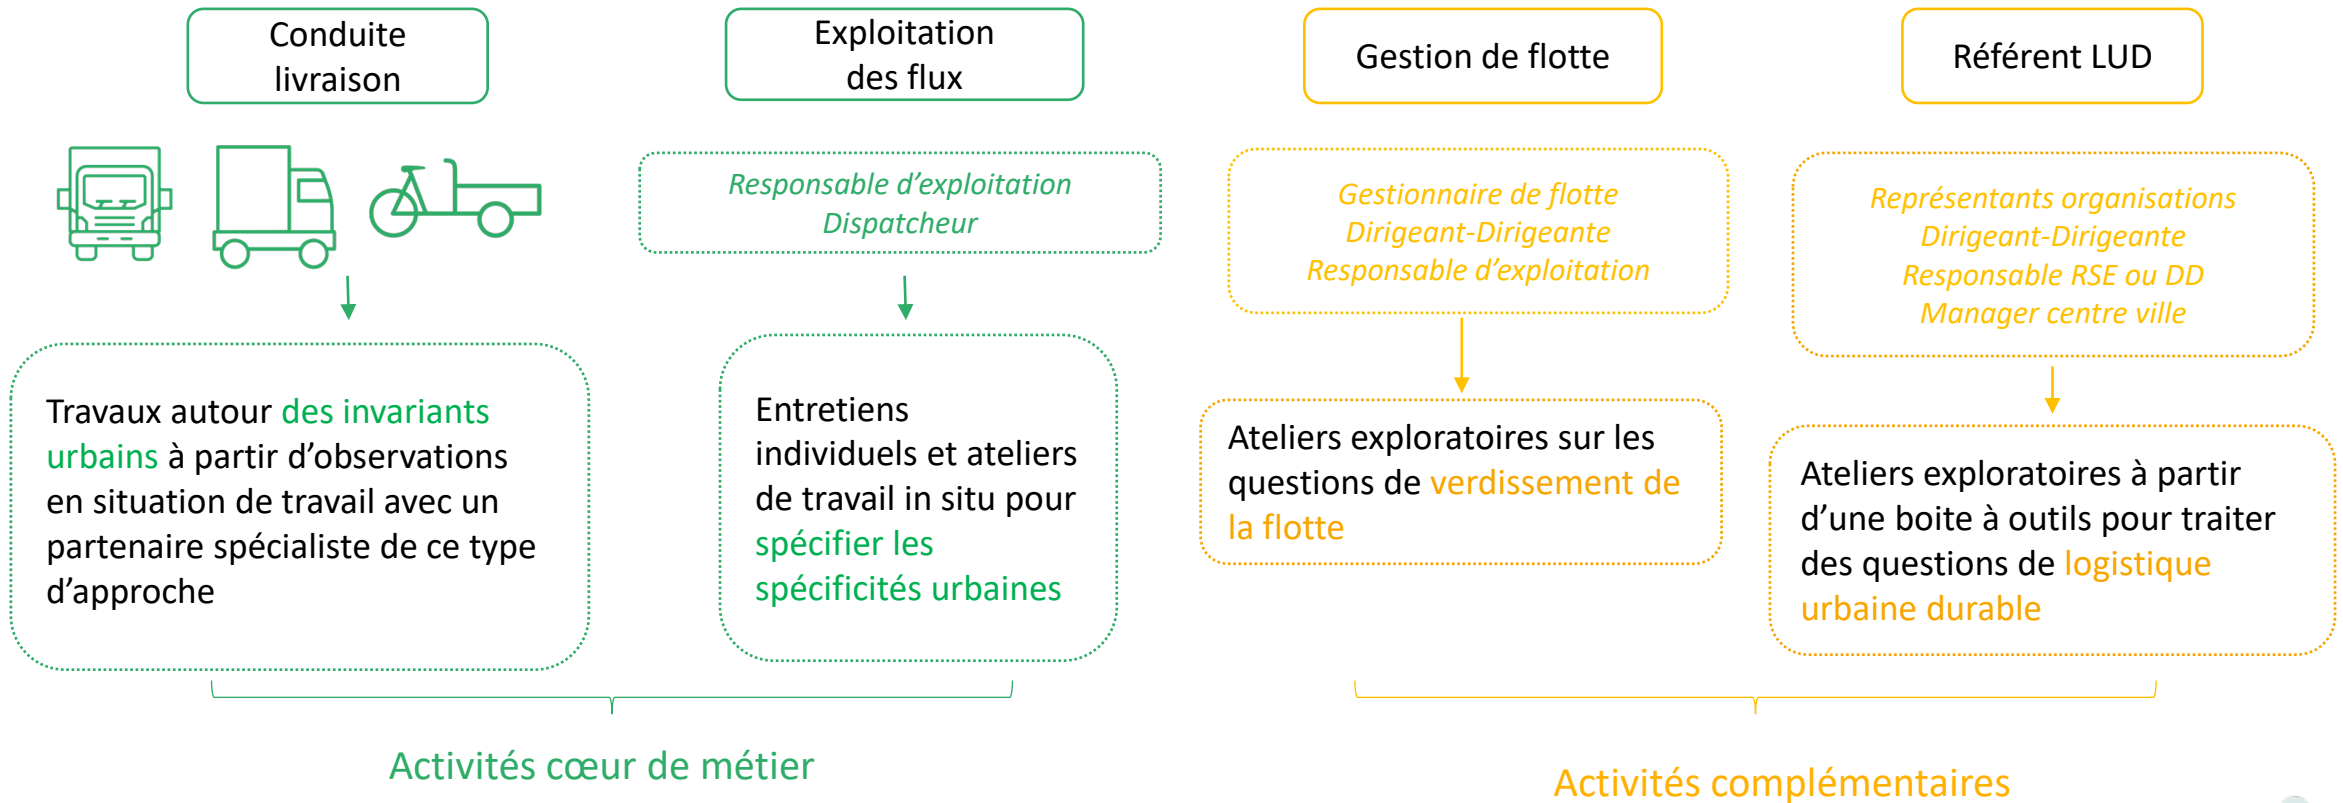 Conduite
livraison
Exploitation
des flux
Gestion de flotte
Référent LUD
Responsable d’exploitation
Dispatcheur
Gestionnaire de flotte
Dirigeant-Dirigeante
Responsable d’exploitation
Représentants organisations
Dirigeant-Dirigeante
Responsable RSE ou DD
Manager centre ville
Travaux autour des invariants
urbains à partir d’observations
en situation de travail avec un
partenaire spécialiste de ce type
d’approche
Entretiens
individuels et ateliers
de travail in situ pour
spécifier les
spécificités urbaines
Ateliers exploratoires sur les
questions de verdissement de
la flotte
Ateliers exploratoires à partir
d’une boite à outils pour traiter
des questions de logistique
urbaine durable
Activités cœur de métier
Activités complémentaires